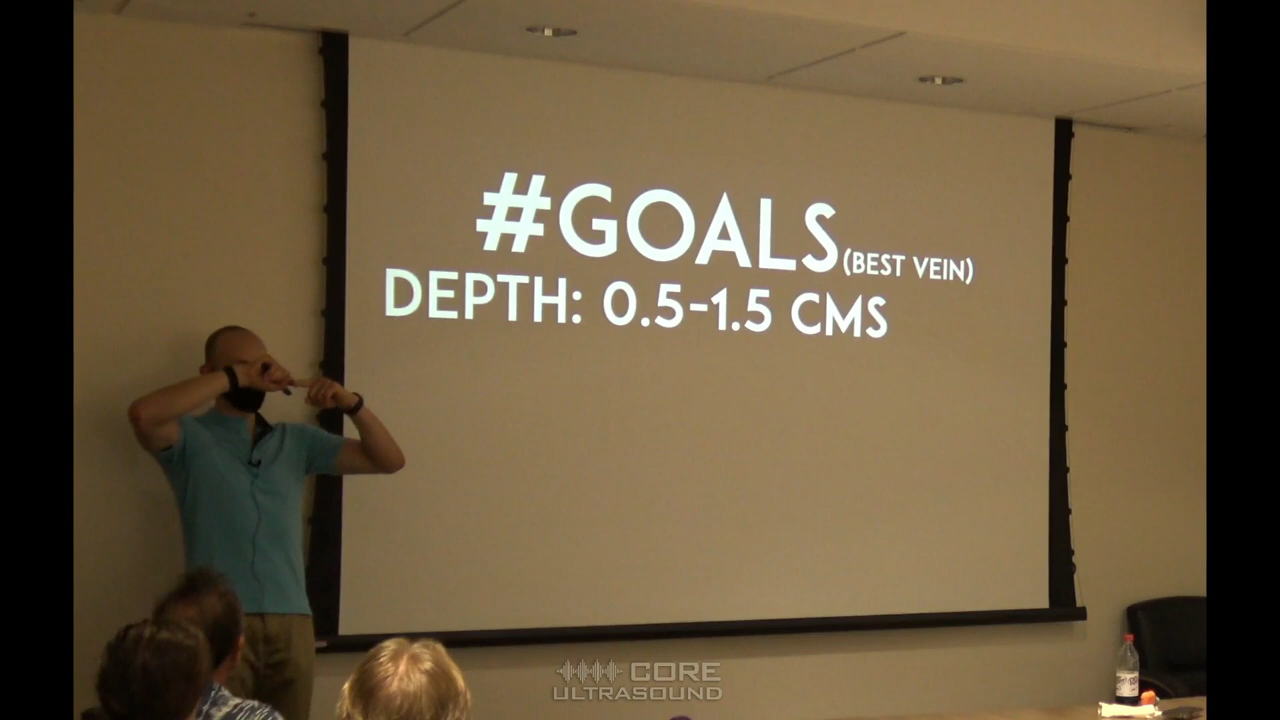 #GOALS (BEST VEIN)
DEPTH: 0.5-1.5 CMS
CORE
ULTRASOUND